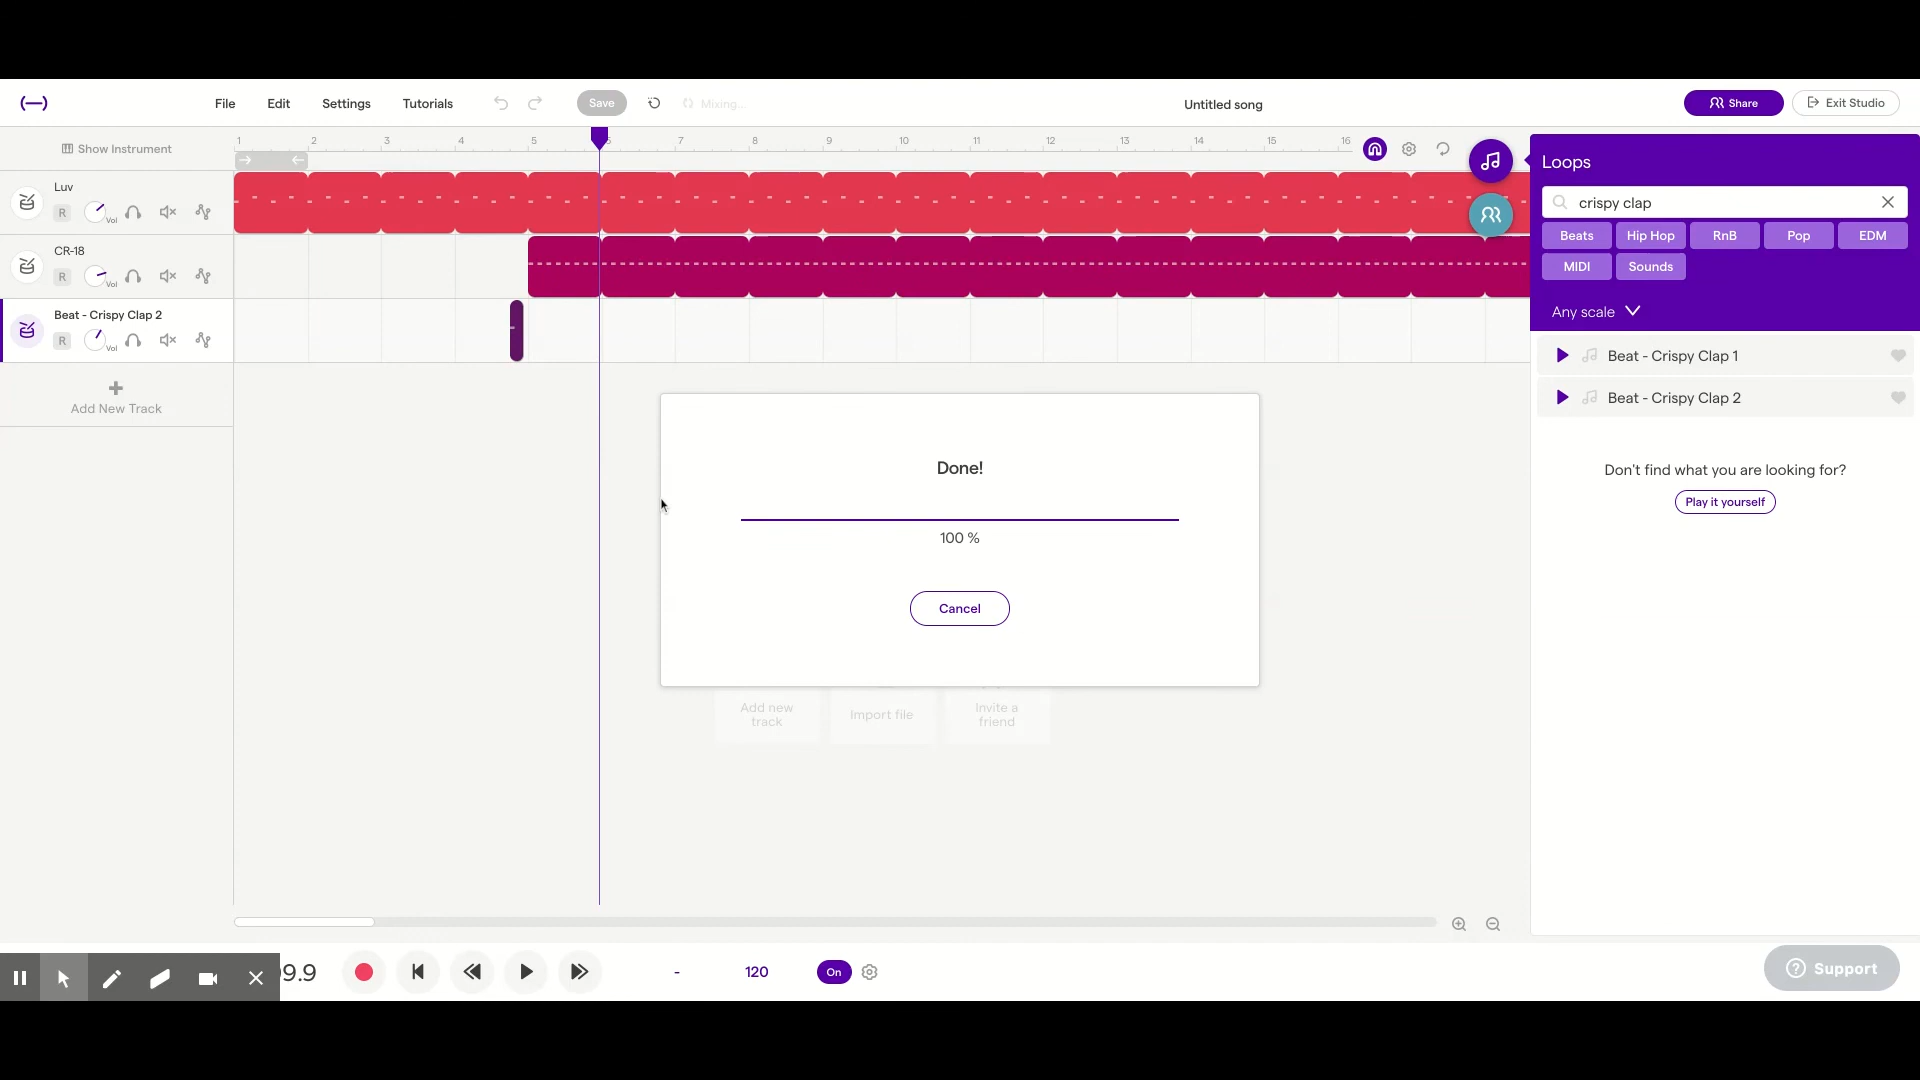 File Edit Settings Tutorials Save Mixing... Untitled song Share Exit Studio
Show Instrument
1 2 3 4 5 7 8 9 10 11 12 13 14 15 16
Luv
R Vol
CR-18
R Vol
Beat - Crispy Clap 2
R Vol
Add New Track
Loops
crispy clap
Beats Hip Hop RnB Pop EDM
MIDI Sounds
Any scale
Beat - Crispy Clap 1
Beat - Crispy Clap 2
Don't find what you are looking for?
Play it yourself
Done!
100 %
Cancel
Add new
track
Import file
Invite a
friend
9.9 - 120 On
Support